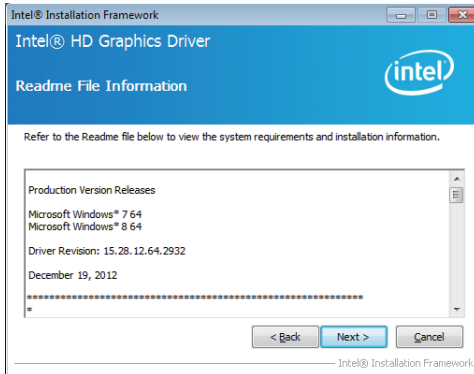 Intel® Installation Framework
Intel® HD Graphics Driver
intel®
Readme File Information
Refer to the Readme file below to view the system requirements and installation information.
Production Version Releases
Microsoft Windows* 7 64
Microsoft Windows* 8 64
Driver Revision: 15.28.12.64.2932
December 19, 2012
*************************************************************
*
< Back Next > Cancel
Intel® Installation Framework